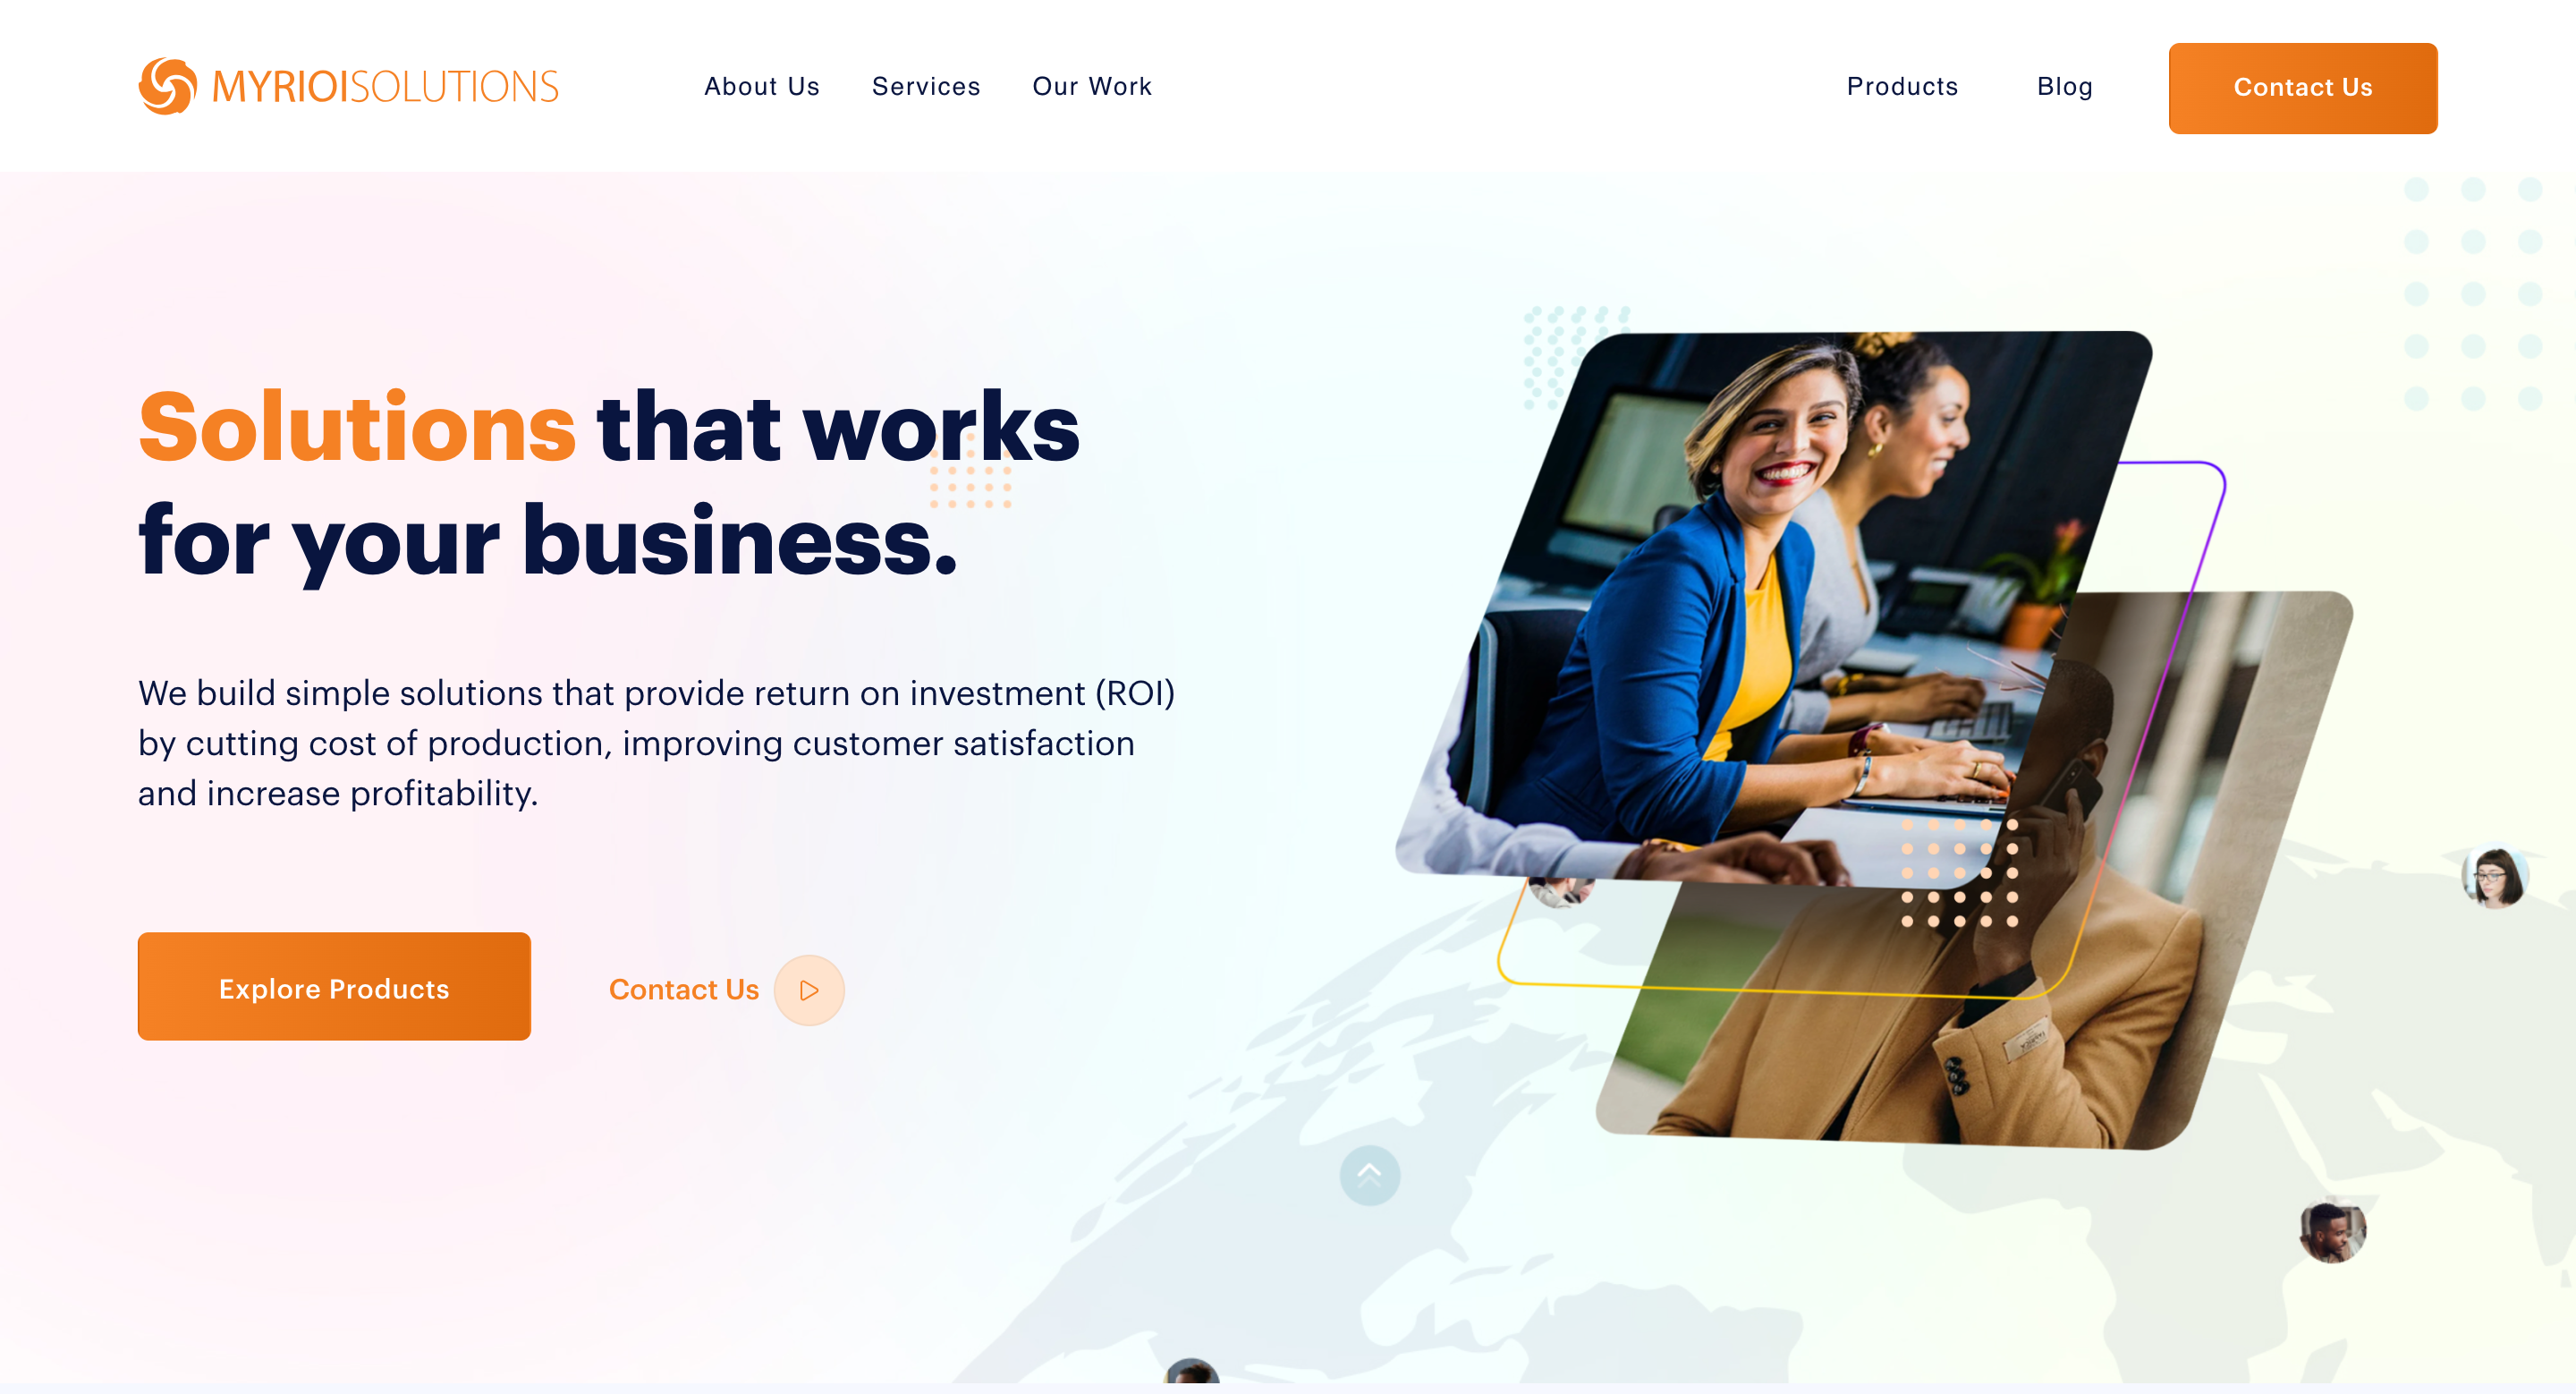 MYRIOISOLUTIONS
About Us
Services
Our Work
Products
Blog
Contact Us
Solutions that works
for your business.
We build simple solutions that provide return on investment (ROI)
by cutting cost of production, improving customer satisfaction
and increase profitability.
Explore Products
Contact Us